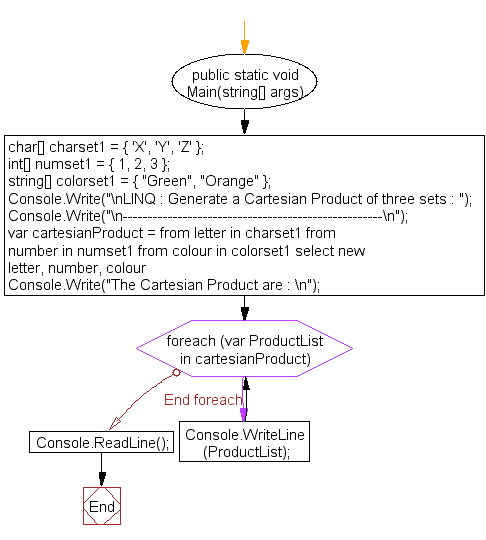 public static void
Main(string[] args)
char[] charset1 = { 'X', 'Y', 'Z' };
int[] numset1 = { 1, 2, 3 };
string[] colorset1 = { "Green", "Orange" };
Console.Write("\nLINQ : Generate a Cartesian Product of three sets : ");
Console.Write("\n----------------------------------------------------\n");
var cartesianProduct = from letter in charset1 from
number in numset1 from colour in colorset1 select new
letter, number, colour
Console.Write("The Cartesian Product are : \n");
foreach (var ProductList
in cartesianProduct)
End foreach
Console.ReadLine();
Console.WriteLine
(ProductList);
End